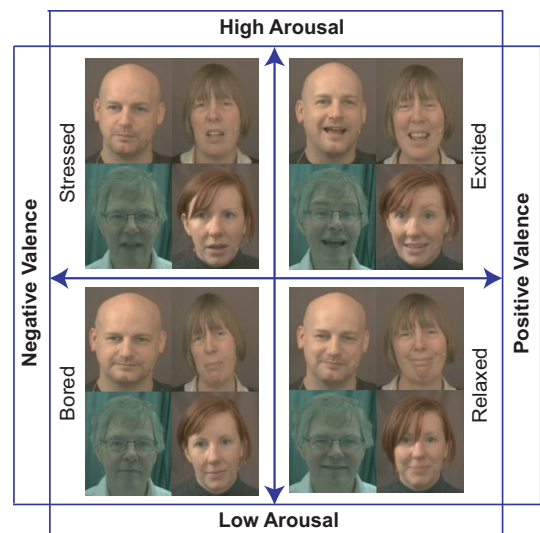 High Arousal
Stressed
Excited
Negative Valence
Positive Valence
Bored
Relaxed
Low Arousal